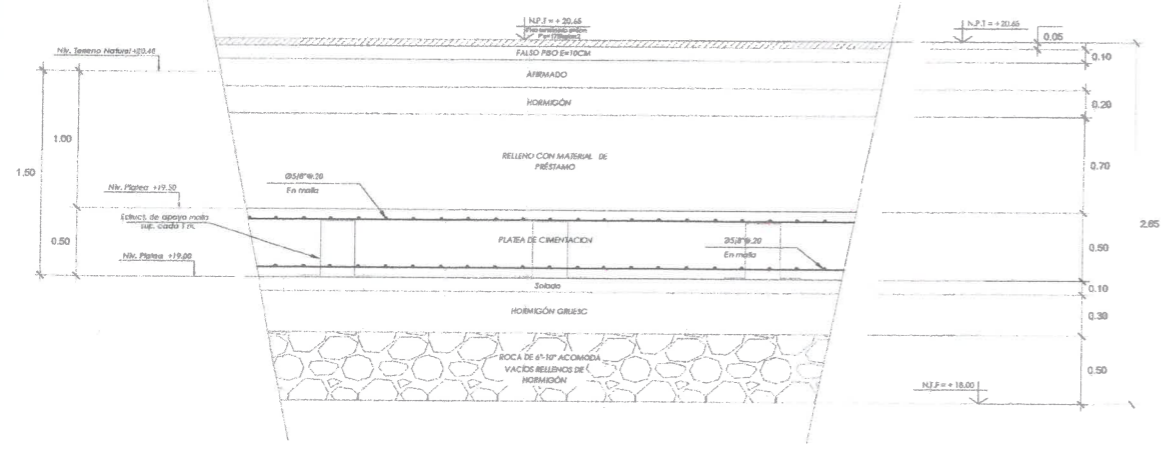 N.P.T = + 20.65
N.P.T = + 20.65
Niv. Terreno Natural +20.40
0.05
FALSO PISO E=10CM
0.10
AFIRMADO
HORMIGÓN
0.20
1.00
RELLENO CON MATERIAL DE
PRÉSTAMO
0.70
1.50
Ø5/8"@.20
En malla
Niv. Platea +19.50
Estruct. de apoyo malla
sup. cada 1 m.
2.65
0.50
PLATEA DE CIMENTACION
Ø5/8"@.20
En malla
0.50
Niv. Platea +19.00
Solado
0.10
HORMIGÓN GRUESO
0.30
ROCA DE 6"-10" ACOMODA
VACÍOS RELLENOS DE
HORMIGÓN
0.50
N.F.F = + 18.00